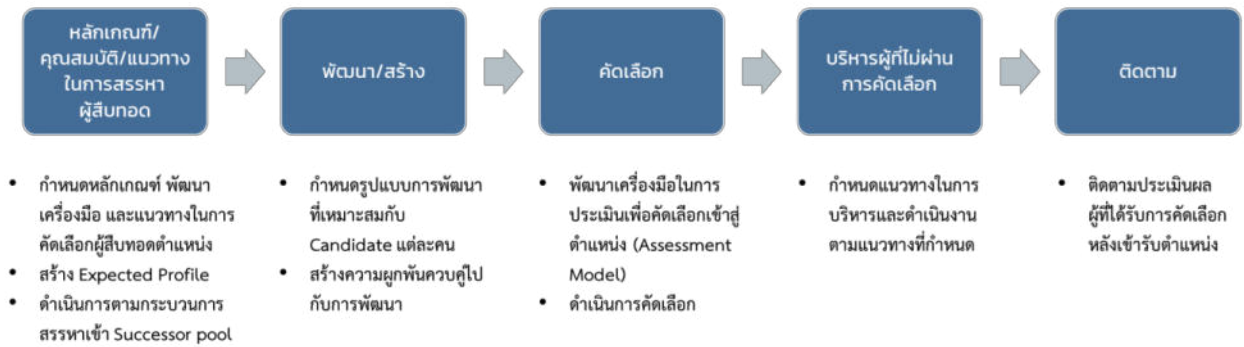 หลักเกณฑ์/
คุณสมบัติ/แนวทาง
ในการสรรหา
ผู้สืบทอด
พัฒนา/สร้าง
คัดเลือก
บริหารผู้ที่ไม่ผ่าน
การคัดเลือก
ติดตาม
• กำหนดหลักเกณฑ์ พัฒนา
เครื่องมือ และแนวทางในการ
คัดเลือกผู้สืบทอดตำแหน่ง
• สร้าง Expected Profile
• ดำเนินการตามกระบวนการ
สรรหาเข้า Successor pool
• กำหนดรูปแบบการพัฒนา
ที่เหมาะสมกับ
Candidate แต่ละคน
• สร้างความผูกพันควบคู่ไป
กับการพัฒนา
• พัฒนาเครื่องมือในการ
ประเมินเพื่อคัดเลือกเข้าสู่
ตำแหน่ง (Assessment
Model)
• ดำเนินการคัดเลือก
• กำหนดแนวทางในการ
บริหารและดำเนินงาน
ตามแนวทางที่กำหนด
• ติดตามประเมินผล
ผู้ที่ได้รับการคัดเลือก
หลังเข้ารับตำแหน่ง